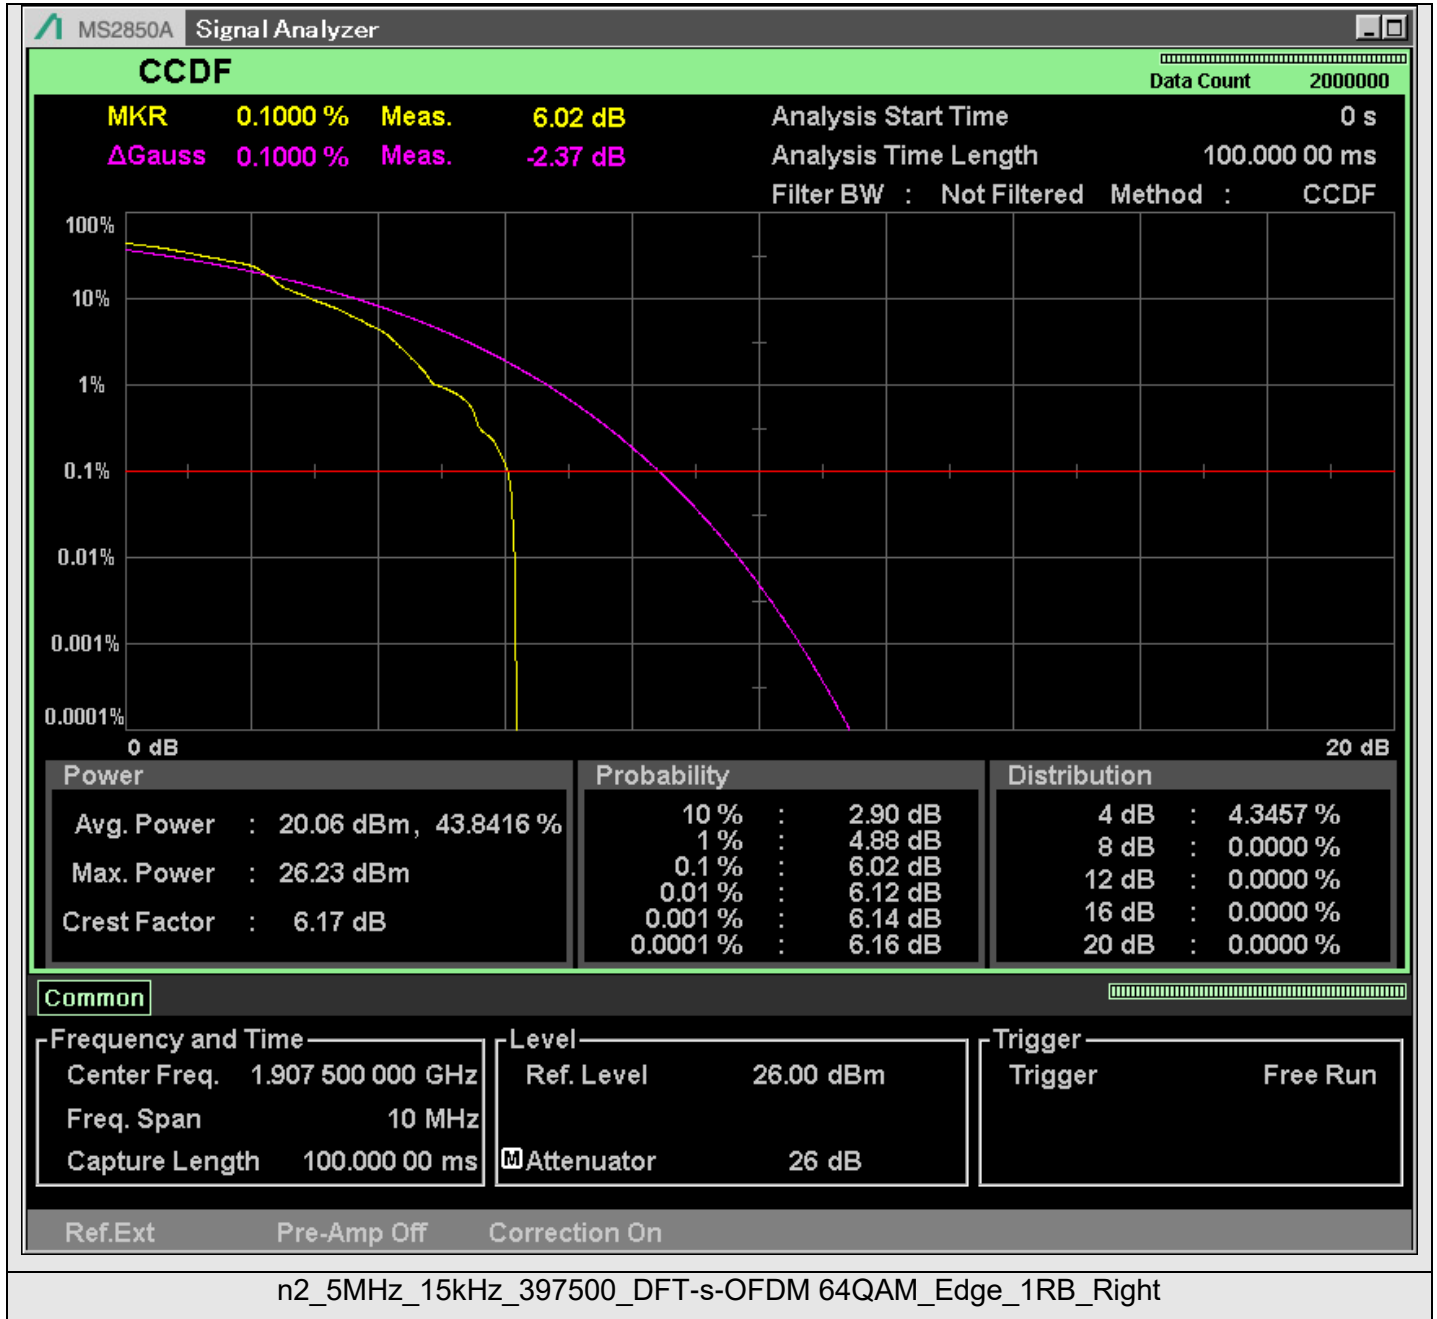 MS2850A Signal Analyzer
CCDF
Data Count 2000000
MKR 0.1000 % Meas. 6.02 dB
ΔGauss 0.1000 % Meas. -2.37 dB
Analysis Start Time 0 s
Analysis Time Length 100.000 00 ms
Filter BW : Not Filtered Method : CCDF
100%
10%
1%
0.1%
0.01%
0.001%
0.0001%
0 dB 20 dB
Power
Avg. Power : 20.06 dBm, 43.8416 %
Max. Power : 26.23 dBm
Crest Factor : 6.17 dB
Probability
10 % : 2.90 dB
1 % : 4.88 dB
0.1 % : 6.02 dB
0.01 % : 6.12 dB
0.001 % : 6.14 dB
0.0001 % : 6.16 dB
Distribution
4 dB : 4.3457 %
8 dB : 0.0000 %
12 dB : 0.0000 %
16 dB : 0.0000 %
20 dB : 0.0000 %
Common
Frequency and Time
Center Freq. 1.907 500 000 GHz
Freq. Span 10 MHz
Capture Length 100.000 00 ms
Level
Ref. Level 26.00 dBm
M Attenuator 26 dB
Trigger
Trigger Free Run
Ref.Ext Pre-Amp Off Correction On
n2_5MHz_15kHz_397500_DFT-s-OFDM 64QAM_Edge_1RB_Right